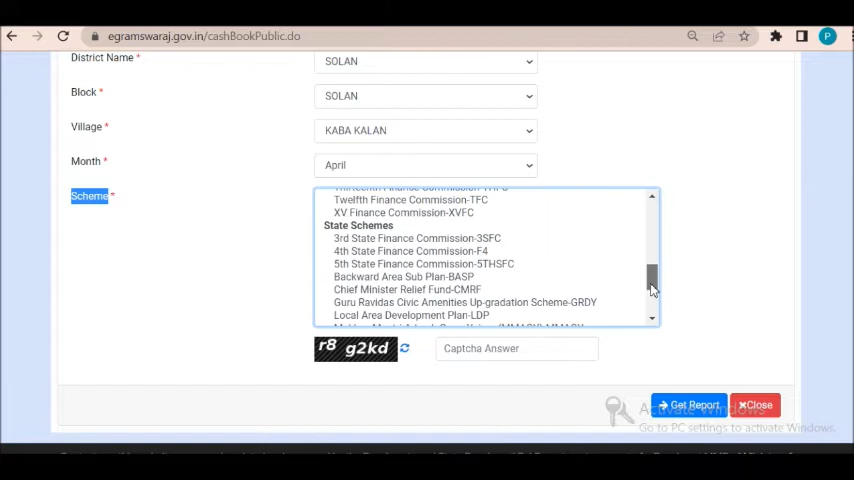 egramswaraj.gov.in/cashBookPublic.do
P
District Name *
SOLAN
Block *
SOLAN
Village *
KABA KALAN
Month *
April
Scheme *
Thirteenth Finance Commission-THFC
Twelfth Finance Commission-TFC
XV Finance Commission-XVFC
State Schemes
3rd State Finance Commission-3SFC
4th State Finance Commission-F4
5th State Finance Commission-5THSFC
Backward Area Sub Plan-BASP
Chief Minister Relief Fund-CMRF
Guru Ravidas Civic Amenities Up-gradation Scheme-GRDY
Local Area Development Plan-LDP
r8 g2kd
Captcha Answer
Get Report
Close
Activate Windows
Go to PC settings to activate Windows.